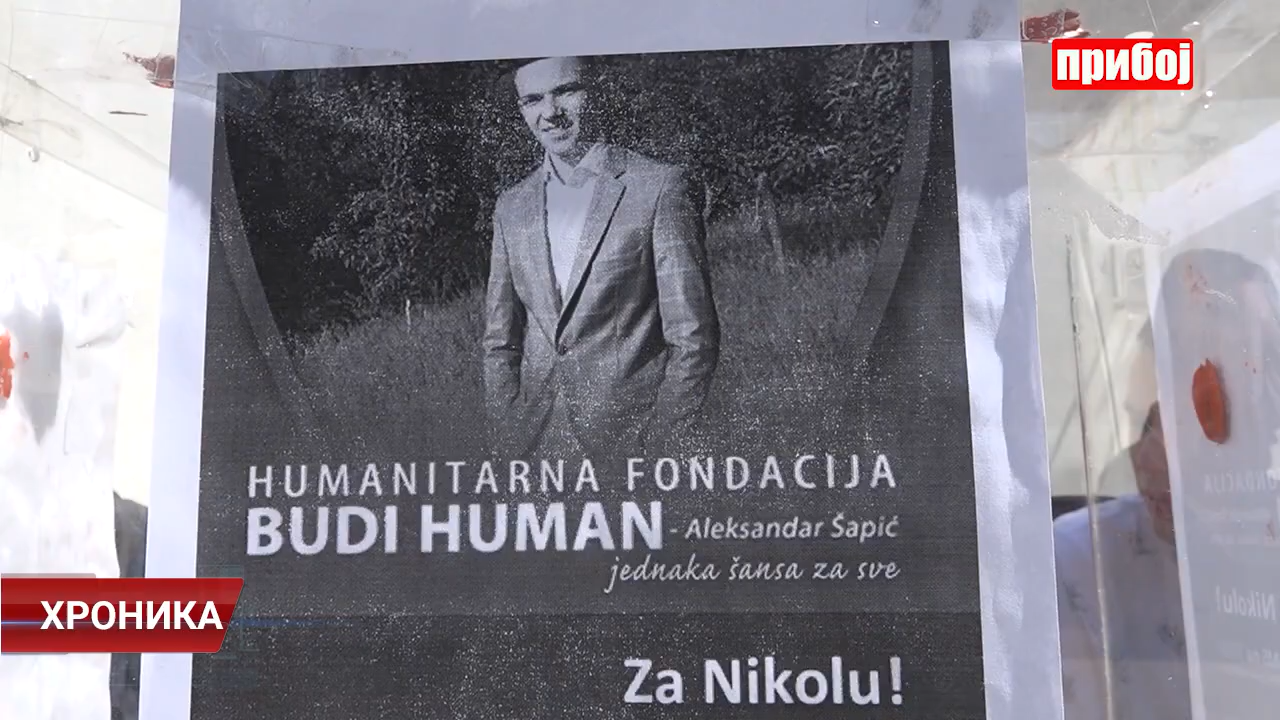 прибој
HUMANITARNA FONDACIJA
BUDI HUMAN - Aleksandar Šapić
jednaka šansa za sve
ХРОНИКА
Za Nikolu!